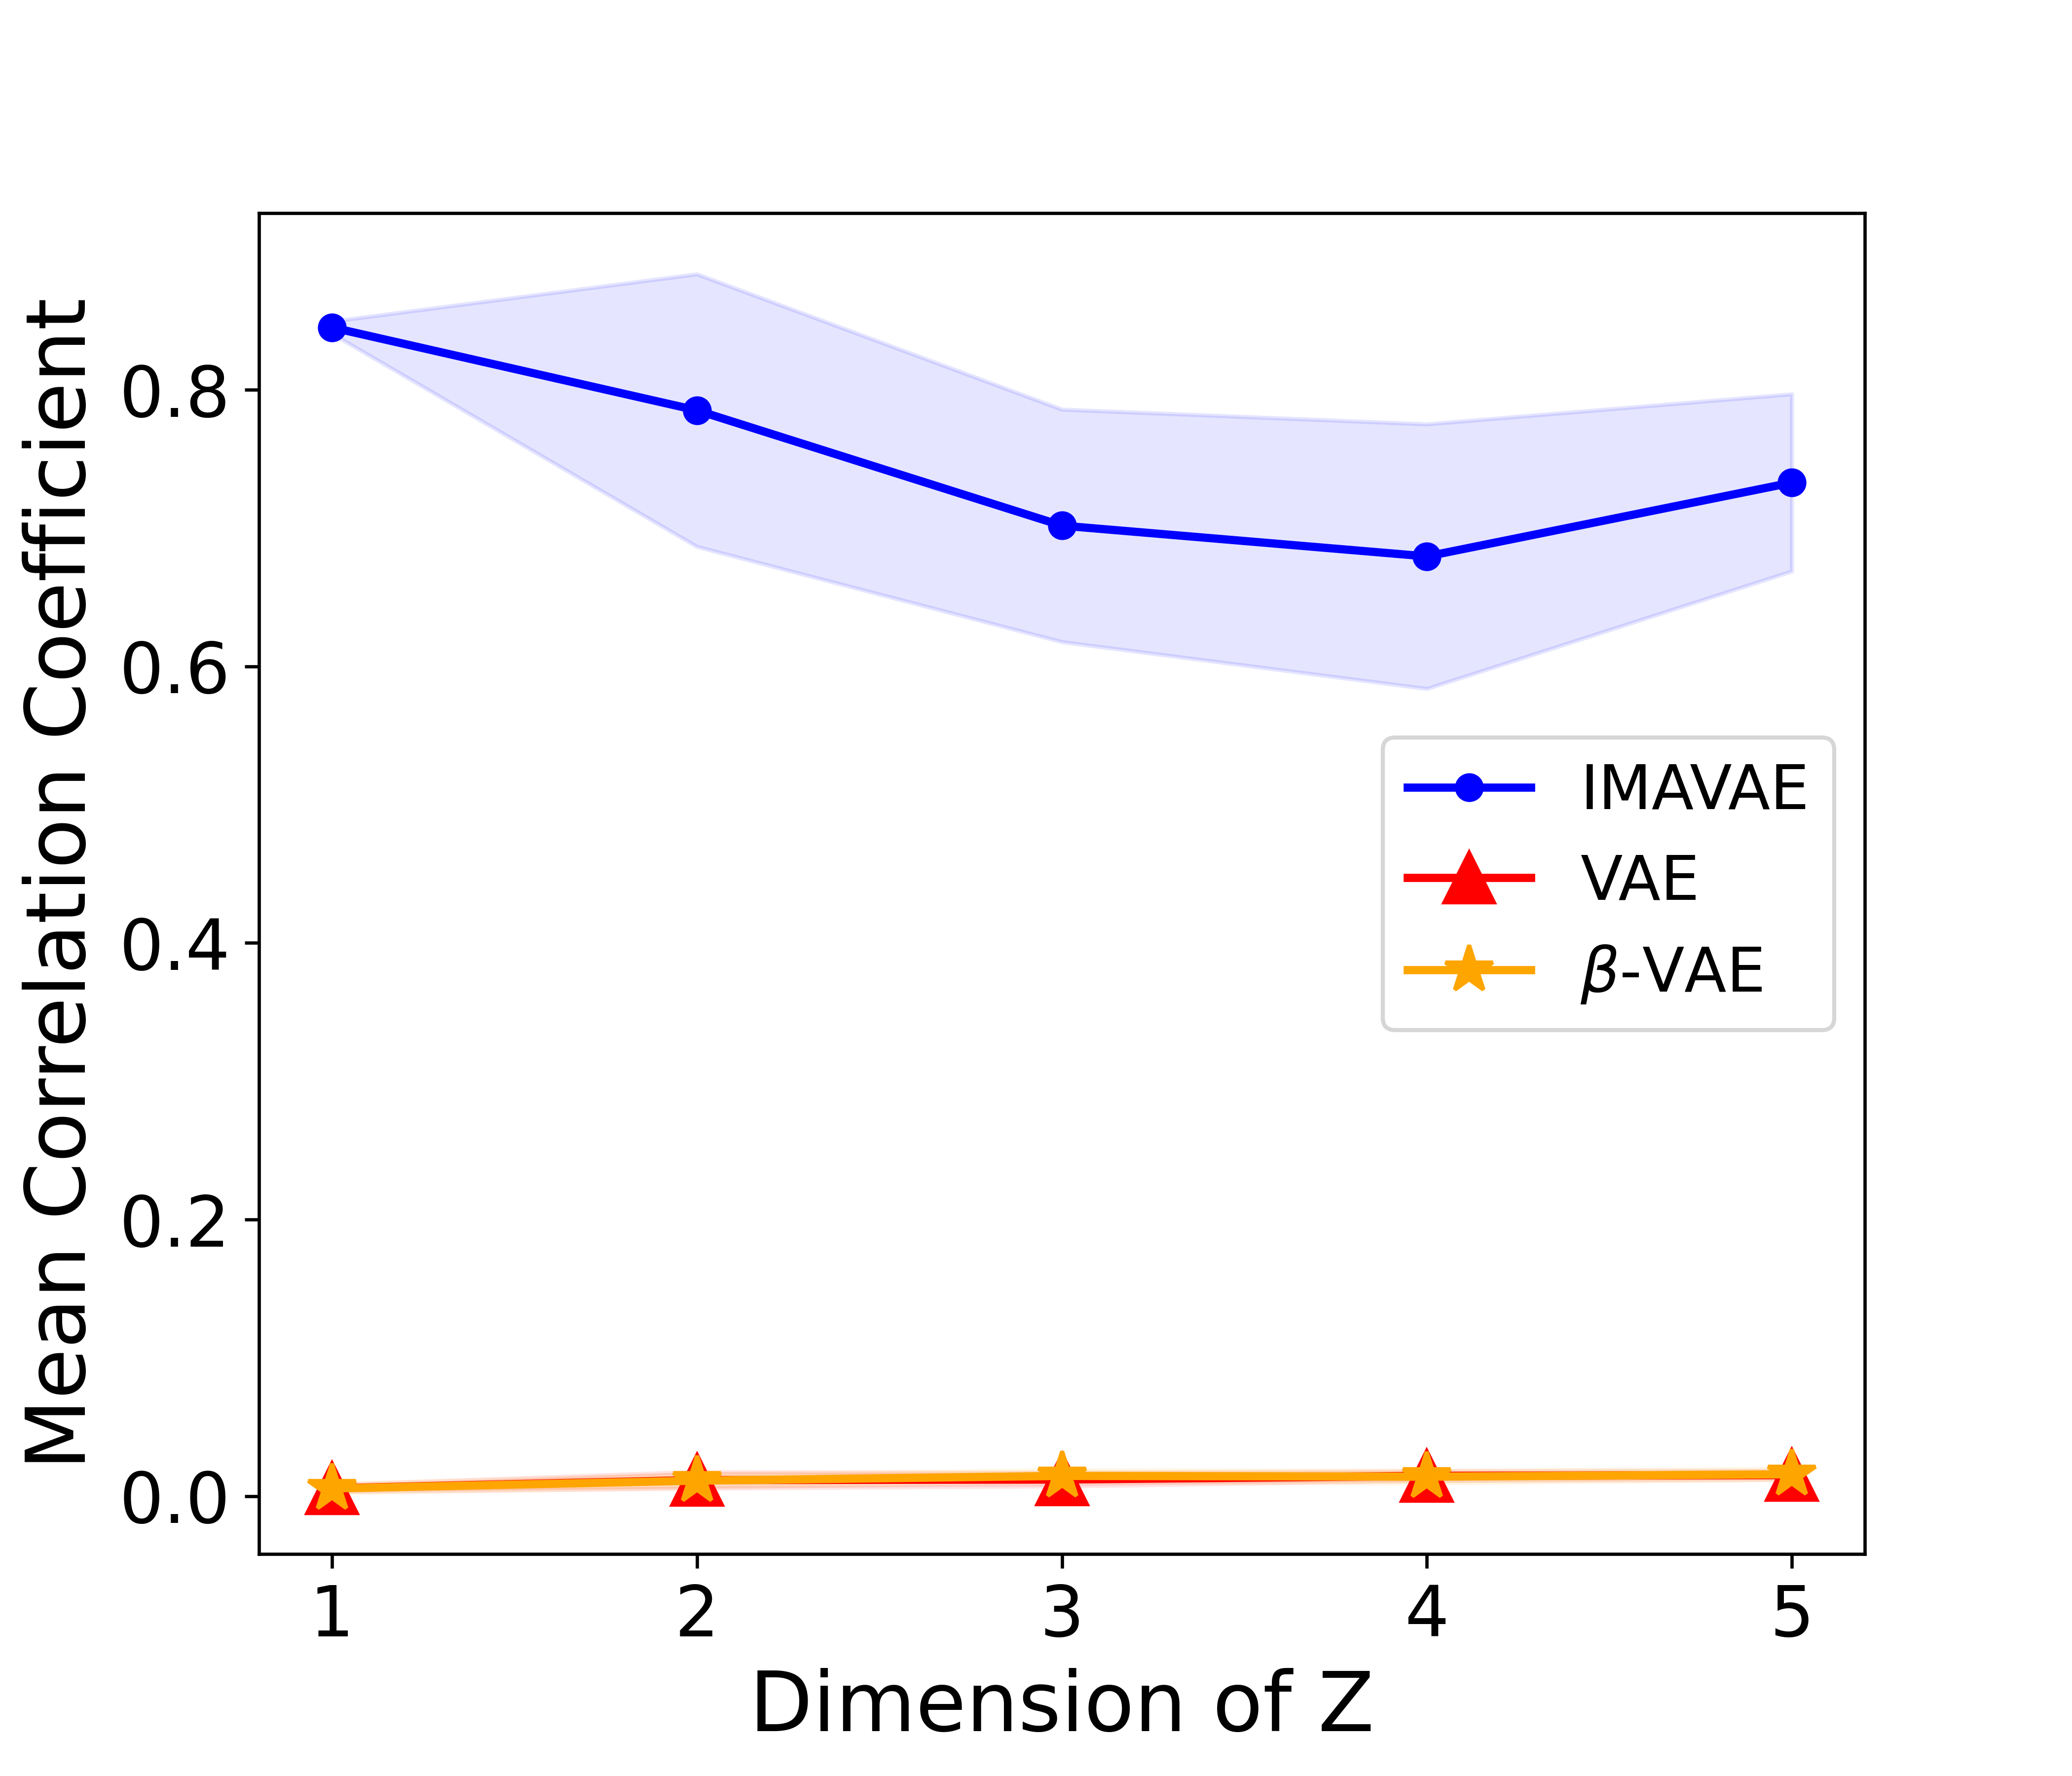 Mean Correlation Coefficient
0.8
0.6
0.4
0.2
0.0
IMAVAE
VAE
β-VAE
1 2 3 4 5
Dimension of Z